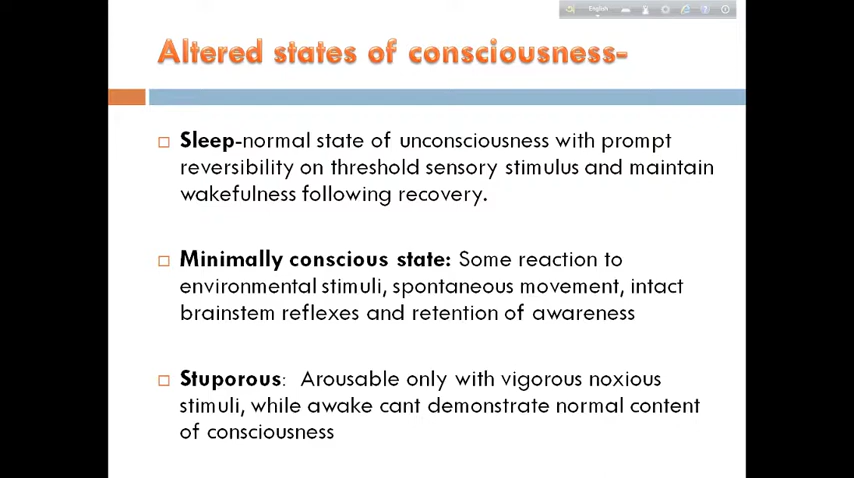 English
Altered states of consciousness-
Sleep-normal state of unconsciousness with prompt
reversibility on threshold sensory stimulus and maintain
wakefulness following recovery.
Minimally conscious state: Some reaction to
environmental stimuli, spontaneous movement, intact
brainstem reflexes and retention of awareness
Stuporous: Arousable only with vigorous noxious
stimuli, while awake cant demonstrate normal content
of consciousness